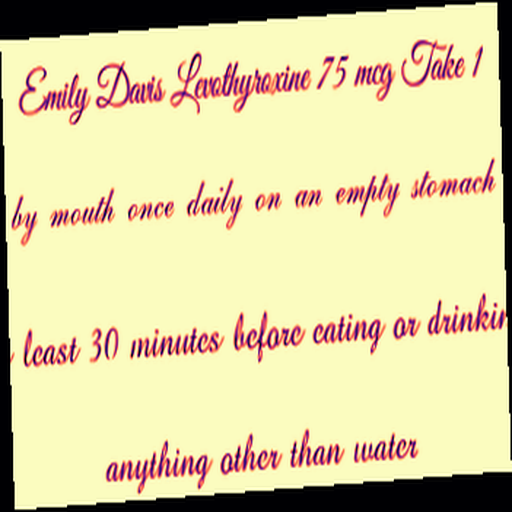 Emily Davis Levothyroxine 75 mcg Take 1
by mouth once daily on an empty stomach
least 30 minutes before eating or
anything other than water